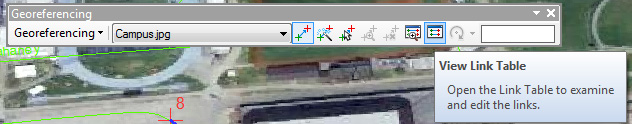 Georeferencing
Georeferencing
Campus.jpg
View Link Table
Open the Link Table to examine
and edit the links.
8